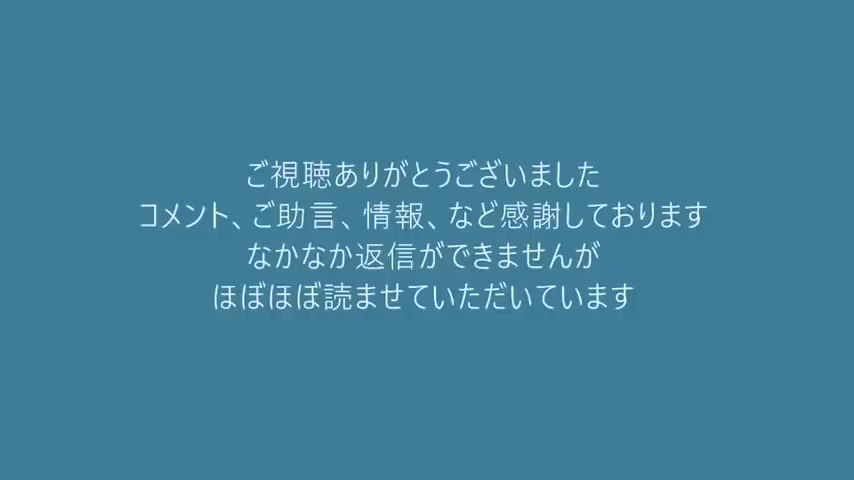 ご視聴ありがとうございました
コメント、ご助言、情報、など感謝しております
なかなか返信ができませんが
ほぼほぼ読ませていただいています